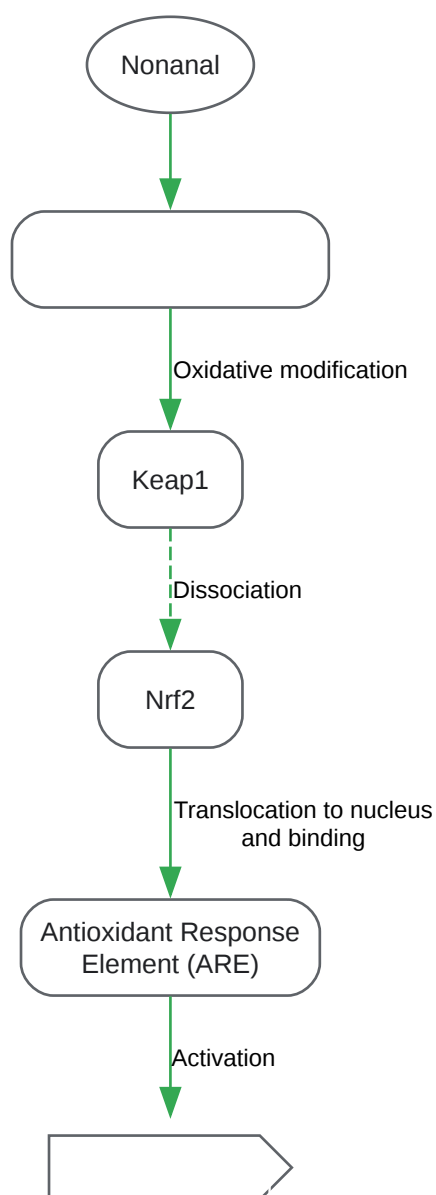 Nonanal
Oxidative modification
Keap1
Dissociation
Nrf2
Translocation to nucleus
and binding
Antioxidant Response
Element (ARE)
Activation